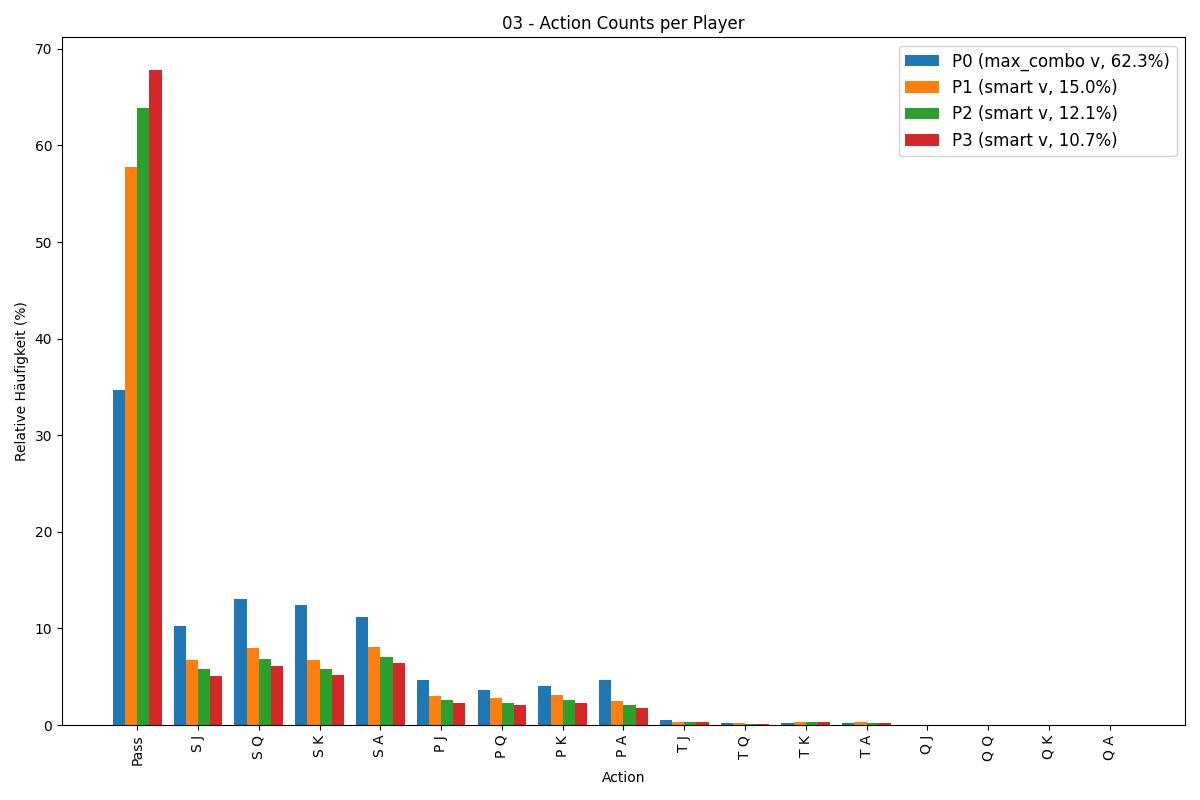 03 - Action Counts per Player
P0 (max_combo v, 62.3%)
P1 (smart v, 15.0%)
P2 (smart v, 12.1%)
P3 (smart v, 10.7%)
Relative Häufigkeit (%)
70
60
50
40
30
20
10
0
Pass
S J
S Q
S K
S A
P J
P Q
P K
P A
T J
T Q
T K
T A
Q J
Q Q
Q K
Q A
Action